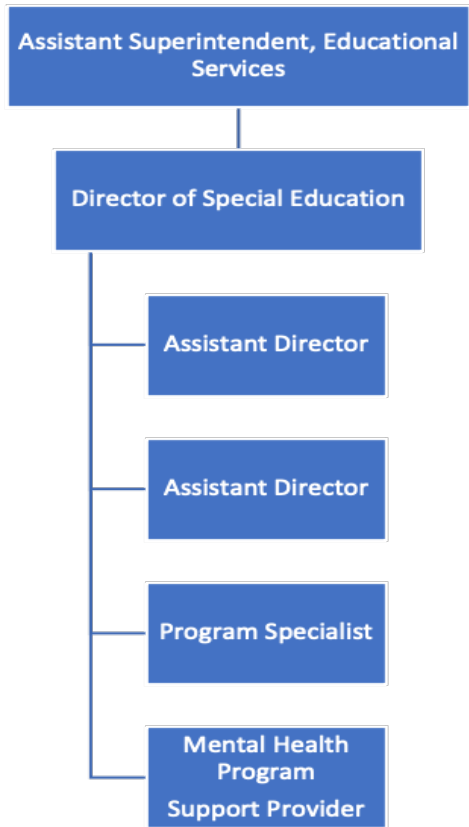 Assistant Superintendent, Educational
Services
Director of Special Education
Assistant Director
Assistant Director
Program Specialist
Mental Health
Program
Support Provider